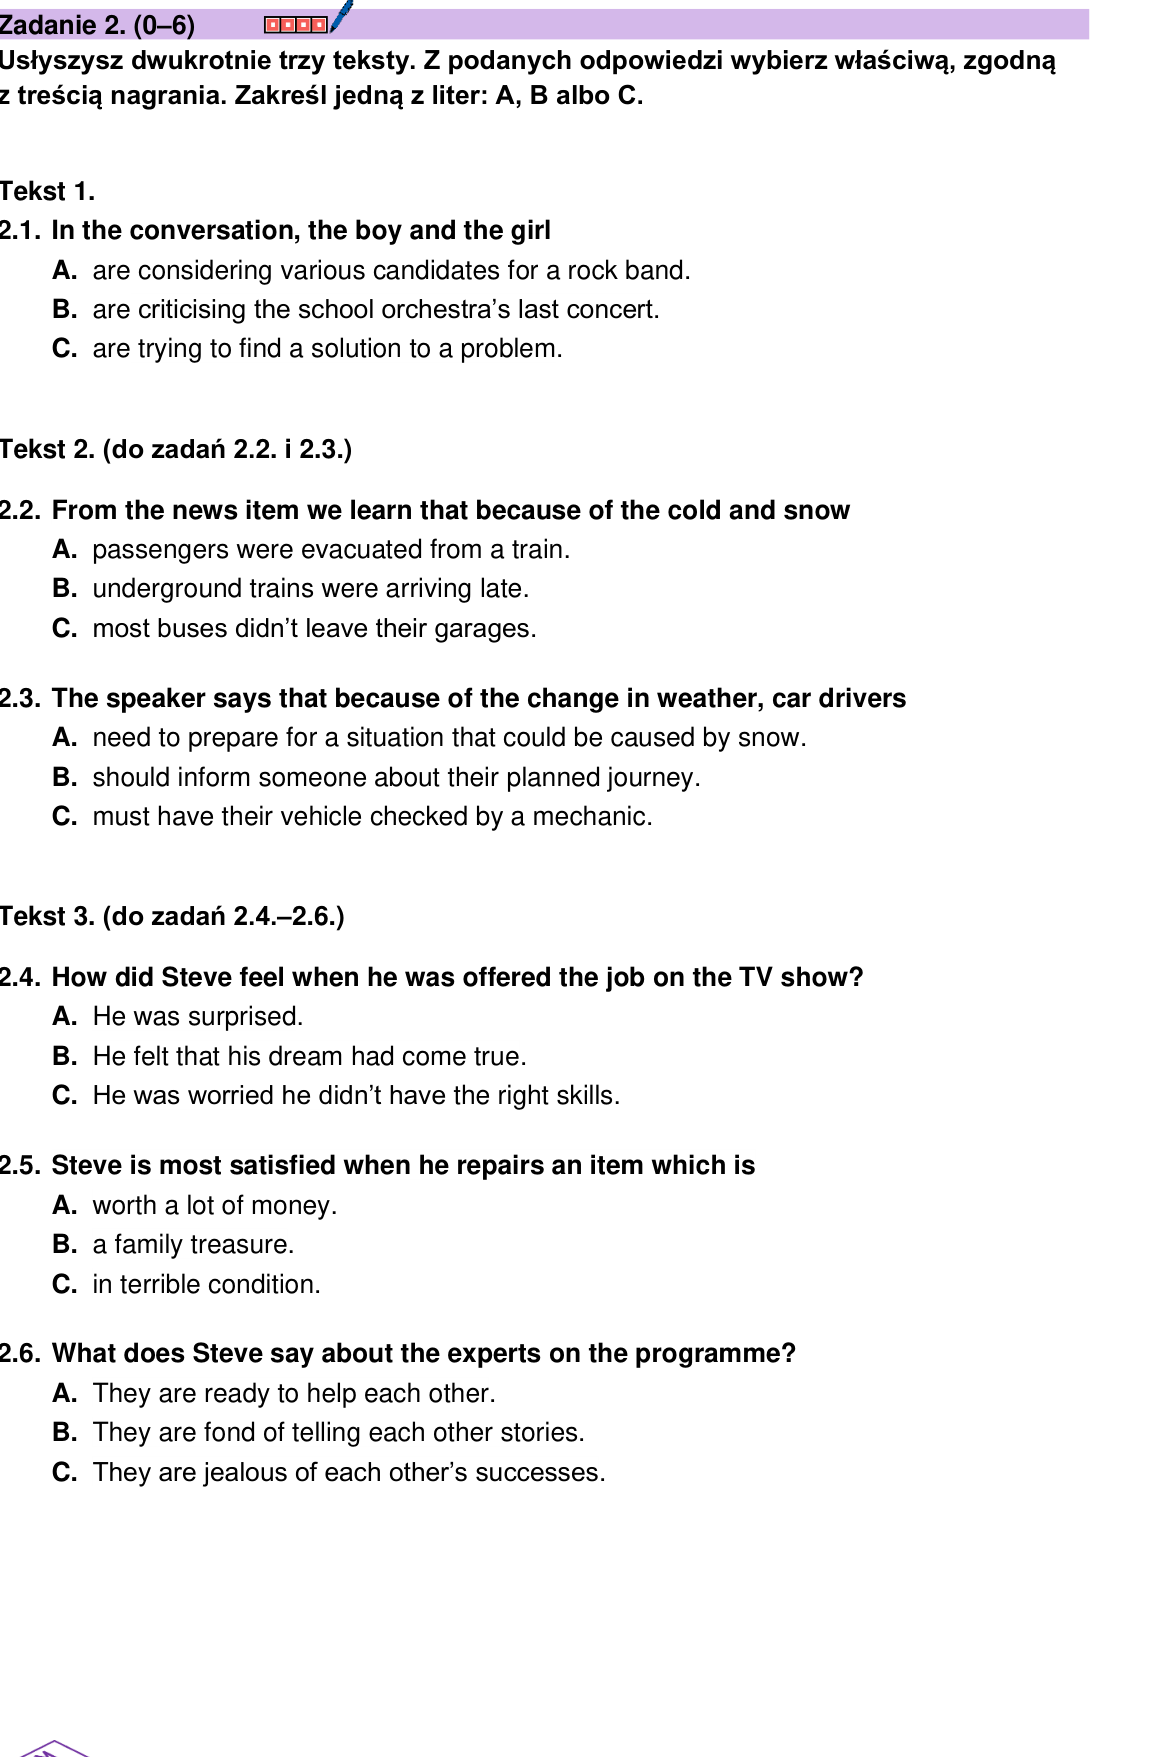 Zadanie 2. (0–6)
Usłyszysz dwukrotnie trzy teksty. Z podanych odpowiedzi wybierz właściwą, zgodną
z treścią nagrania. Zakreśl jedną z liter: A, B albo C.
Tekst 1.
2.1. In the conversation, the boy and the girl
A. are considering various candidates for a rock band.
B. are criticising the school orchestra’s last concert.
C. are trying to find a solution to a problem.
Tekst 2. (do zadań 2.2. i 2.3.)
2.2. From the news item we learn that because of the cold and snow
A. passengers were evacuated from a train.
B. underground trains were arriving late.
C. most buses didn’t leave their garages.
2.3. The speaker says that because of the change in weather, car drivers
A. need to prepare for a situation that could be caused by snow.
B. should inform someone about their planned journey.
C. must have their vehicle checked by a mechanic.
Tekst 3. (do zadań 2.4.–2.6.)
2.4. How did Steve feel when he was offered the job on the TV show?
A. He was surprised.
B. He felt that his dream had come true.
C. He was worried he didn’t have the right skills.
2.5. Steve is most satisfied when he repairs an item which is
A. worth a lot of money.
B. a family treasure.
C. in terrible condition.
2.6. What does Steve say about the experts on the programme?
A. They are ready to help each other.
B. They are fond of telling each other stories.
C. They are jealous of each other’s successes.